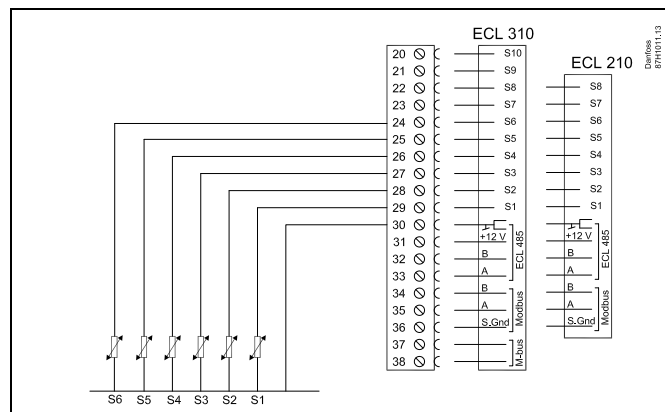 ECL 310
ECL 210
Danfoss
87H1011.13
20 S10
21 S9
22 S8 S8
23 S7 S7
24 S6 S6
25 S5 S5
26 S4 S4
27 S3 S3
28 S2 S2
29 S1 S1
30
31 +12 V +12 V
32 B B
33 A A
ECL 485
ECL 485
34 B B
35 A A
36 S.Gnd S.Gnd
Modbus
Modbus
37
38
M-bus
S6 S5 S4 S3 S2 S1